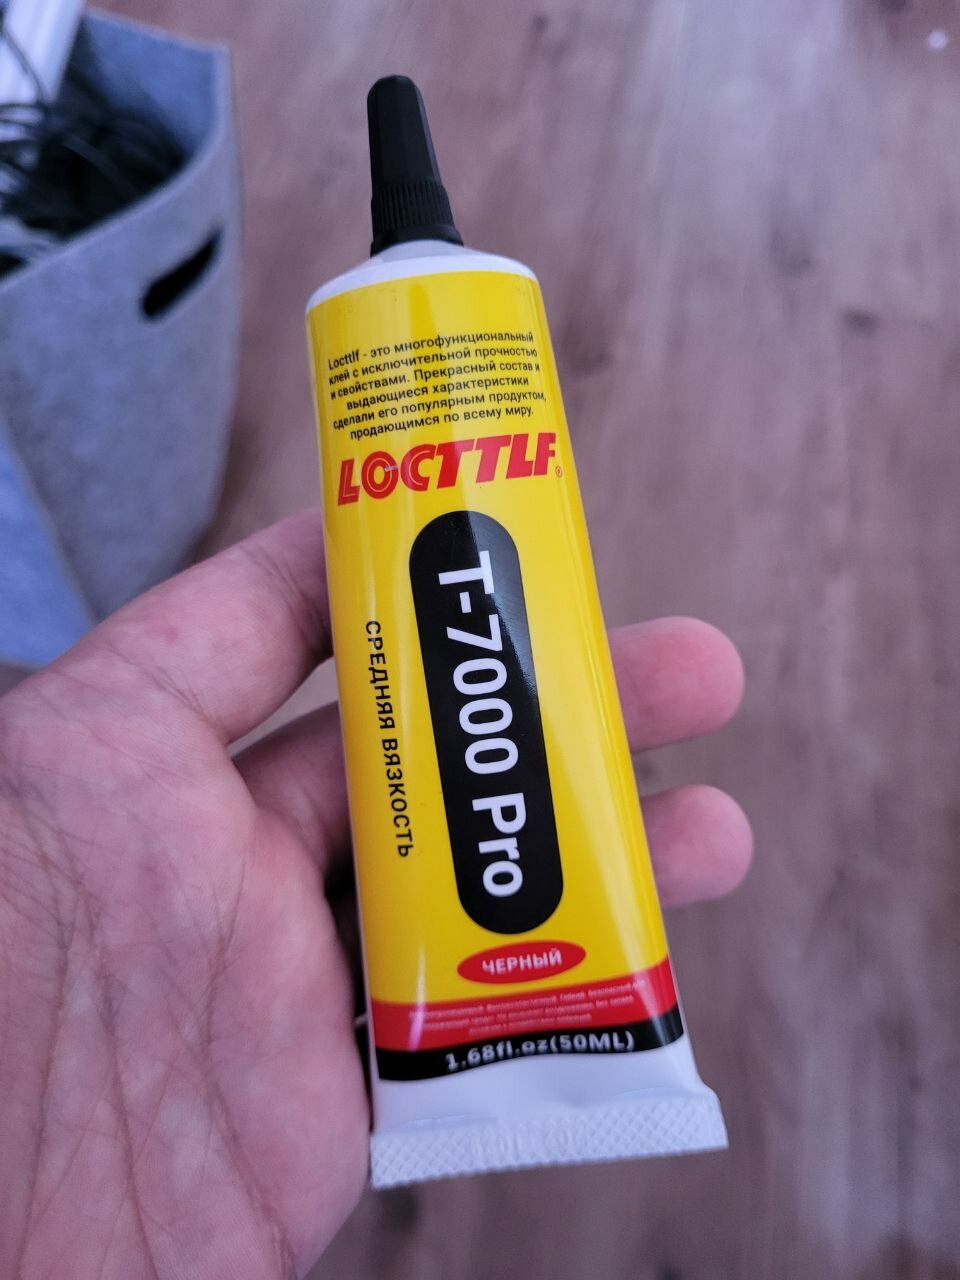 Locttlf - это многофункциональный
клей с исключительной прочностью
и свойствами. Прекрасный состав и
выдающиеся характеристики
сделали его популярным продуктом,
продающимся по всему миру.
LOCTTLF®
T-7000 Pro
СРЕДНЯЯ ВЯЗКОСТЬ
ЧЕРНЫЙ
1.68fl.oz(50ML)